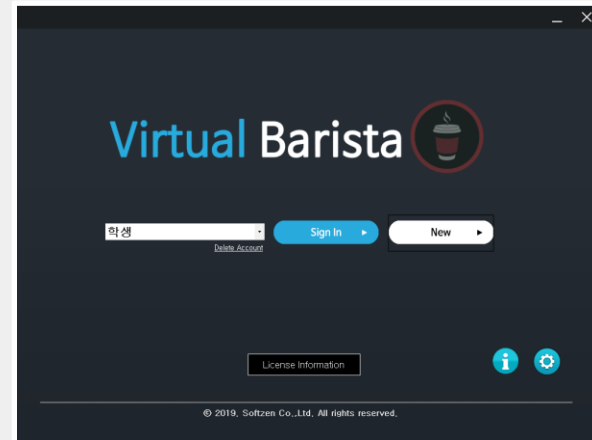 Virtual Barista
학생
Sign In
New
Delete Account
License Information
© 2019, Softzen Co.,Ltd, All rights reserved.